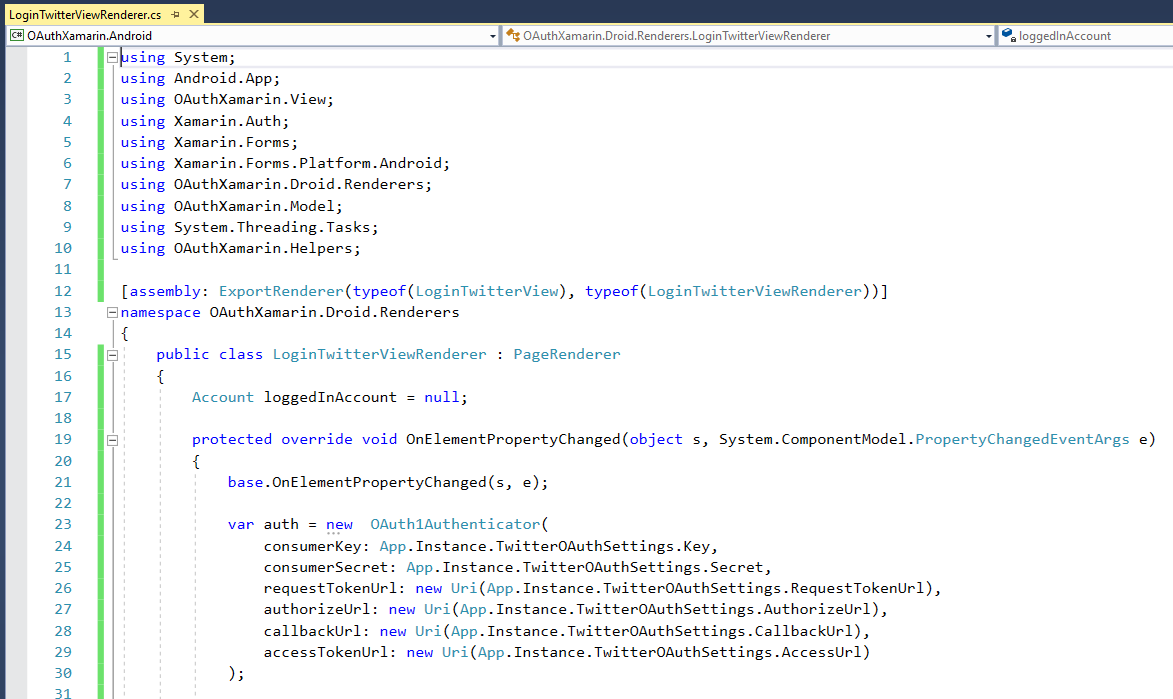 LoginTwitterViewRenderer.cs
C# OAuthXamarin.Android OAuthXamarin.Droid.Renderers.LoginTwitterViewRenderer loggedInAccount
1 using System;
2 using Android.App;
3 using OAuthXamarin.View;
4 using Xamarin.Auth;
5 using Xamarin.Forms;
6 using Xamarin.Forms.Platform.Android;
7 using OAuthXamarin.Droid.Renderers;
8 using OAuthXamarin.Model;
9 using System.Threading.Tasks;
10 using OAuthXamarin.Helpers;
11
12 [assembly: ExportRenderer(typeof(LoginTwitterView), typeof(LoginTwitterViewRenderer))]
13 namespace OAuthXamarin.Droid.Renderers
14 {
15 public class LoginTwitterViewRenderer : PageRenderer
16 {
17 Account loggedInAccount = null;
18
19 protected override void OnElementPropertyChanged(object s, System.ComponentModel.PropertyChangedEventArgs e)
20 {
21 base.OnElementPropertyChanged(s, e);
22
23 var auth = new  OAuth1Authenticator(
24 consumerKey: App.Instance.TwitterOAuthSettings.Key,
25 consumerSecret: App.Instance.TwitterOAuthSettings.Secret,
26 requestTokenUrl: new Uri(App.Instance.TwitterOAuthSettings.RequestTokenUrl),
27 authorizeUrl: new Uri(App.Instance.TwitterOAuthSettings.AuthorizeUrl),
28 callbackUrl: new Uri(App.Instance.TwitterOAuthSettings.CallbackUrl),
29 accessTokenUrl: new Uri(App.Instance.TwitterOAuthSettings.AccessUrl)
30 );
31